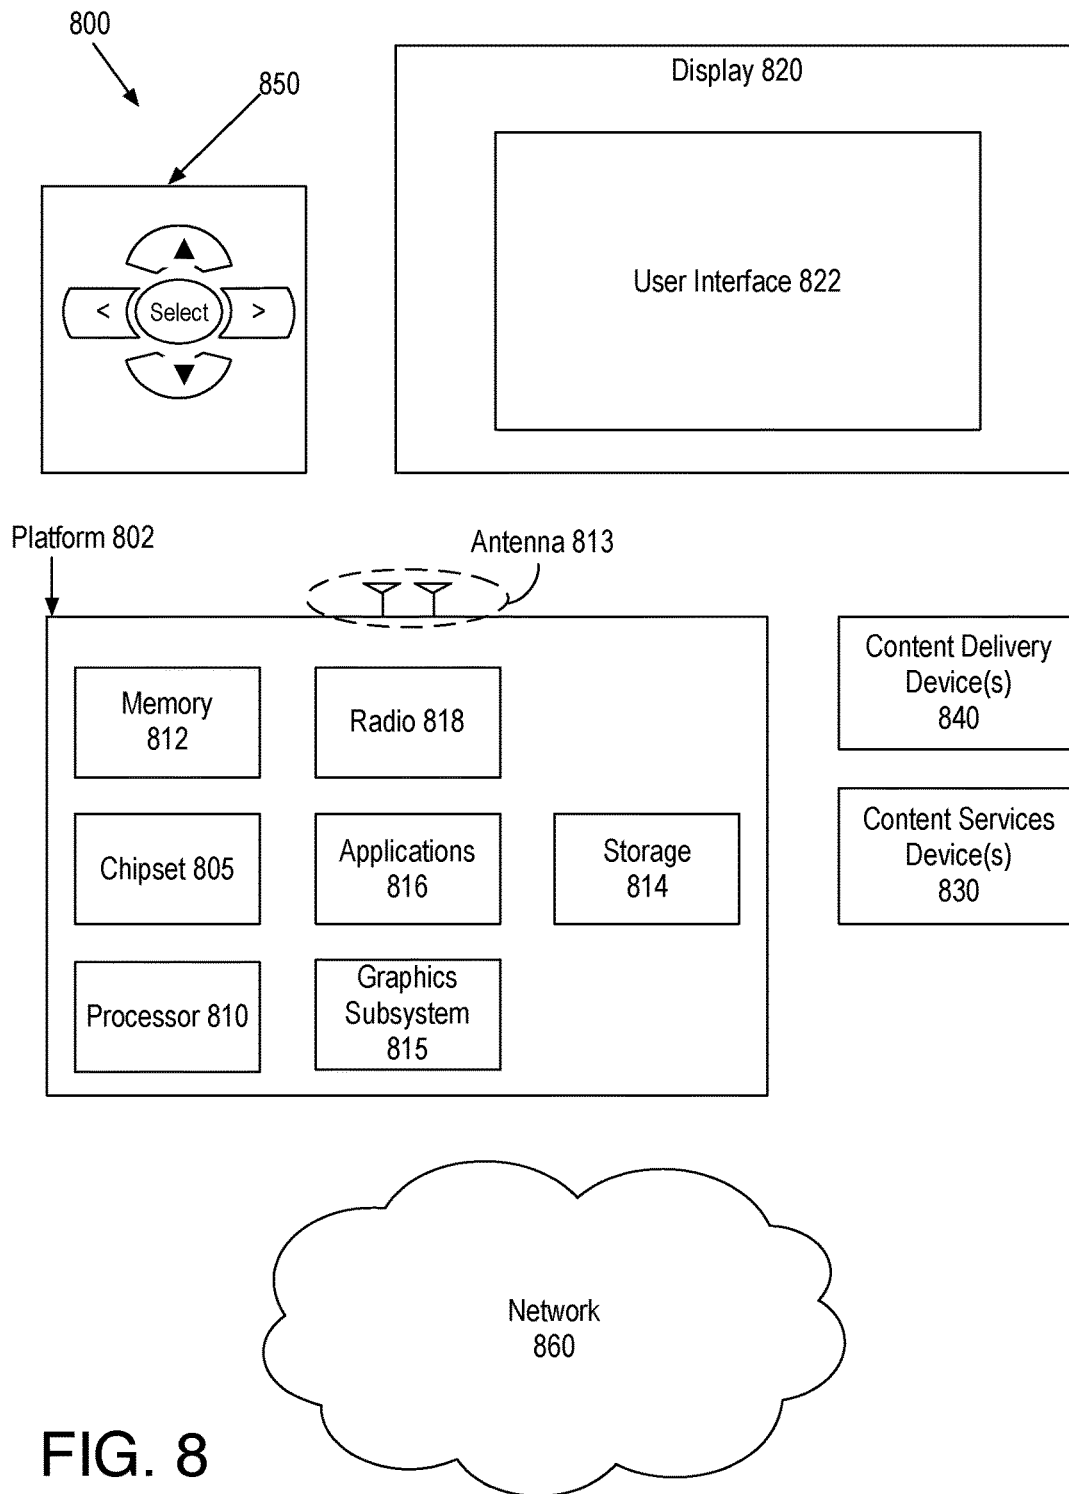 800
850
Display 820
User Interface 822
<
Select
>
Platform 802
Antenna 813
Memory
812
Radio 818
Content Delivery
Device(s)
840
Chipset 805
Applications
816
Storage
814
Content Services
Device(s)
830
Processor 810
Graphics
Subsystem
815
Network
860
FIG. 8